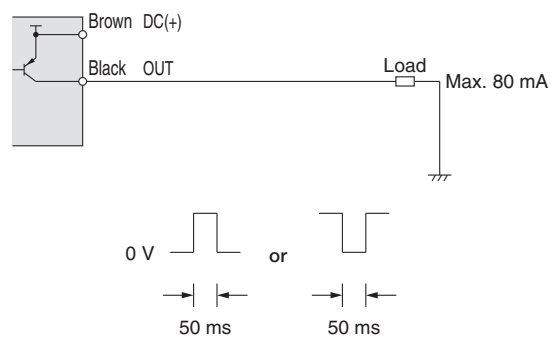 Brown DC(+)
Black OUT
Load
Max. 80 mA
0 V or
50 ms 50 ms